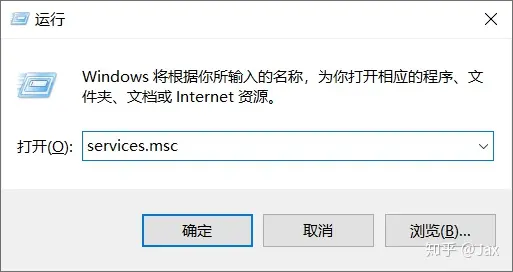 运行
Windows 将根据你所输入的名称，为你打开相应的程序、文
件夹、文档或 Internet 资源。
打开(O): services.msc
确定 取消 浏览(B)...
知乎 @Jax